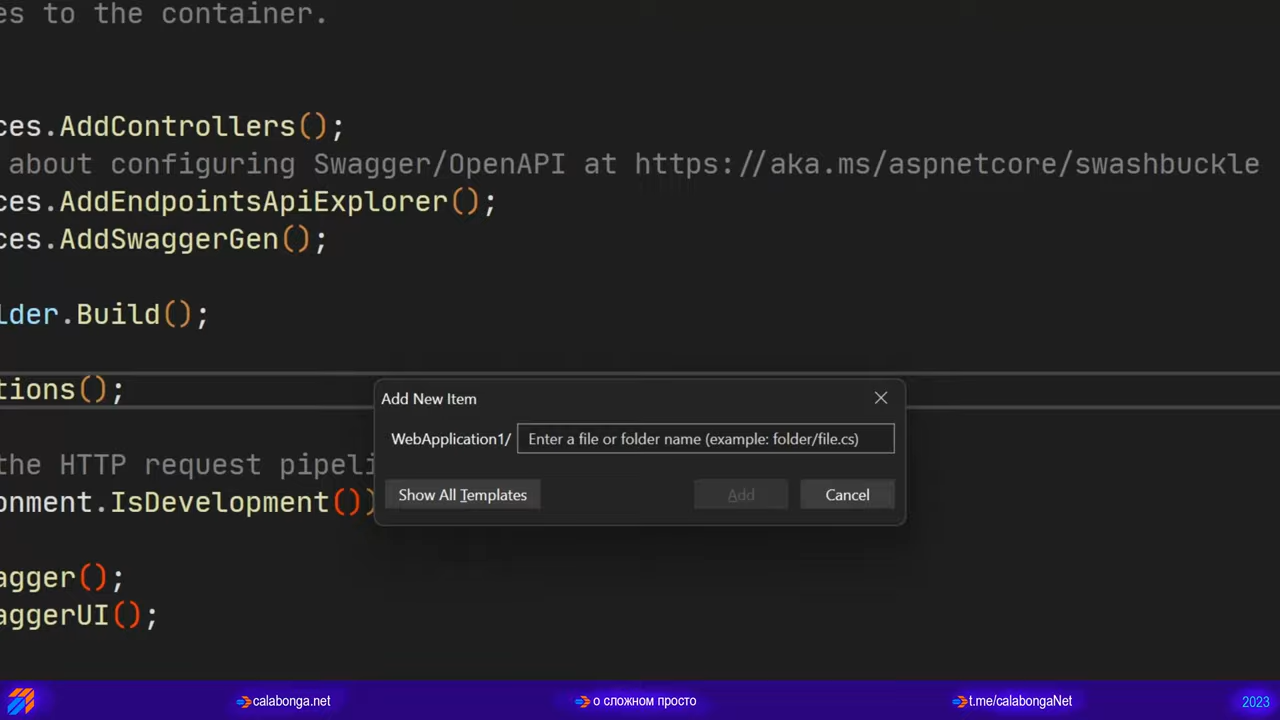 es to the container.
ces.AddControllers();
about configuring Swagger/OpenAPI at https://aka.ms/aspnetcore/swashbuckle
ces.AddEndpointsApiExplorer();
ces.AddSwaggerGen();
lder.Build();
tions();
Add New Item
WebApplication1/ Enter a file or folder name (example: folder/file.cs)
the HTTP request pipeli
Show All Templates Add Cancel
onment.IsDevelopment())
agger();
aggerUI();
calabonga.net о сложном просто t.me/calabongaNet 2023